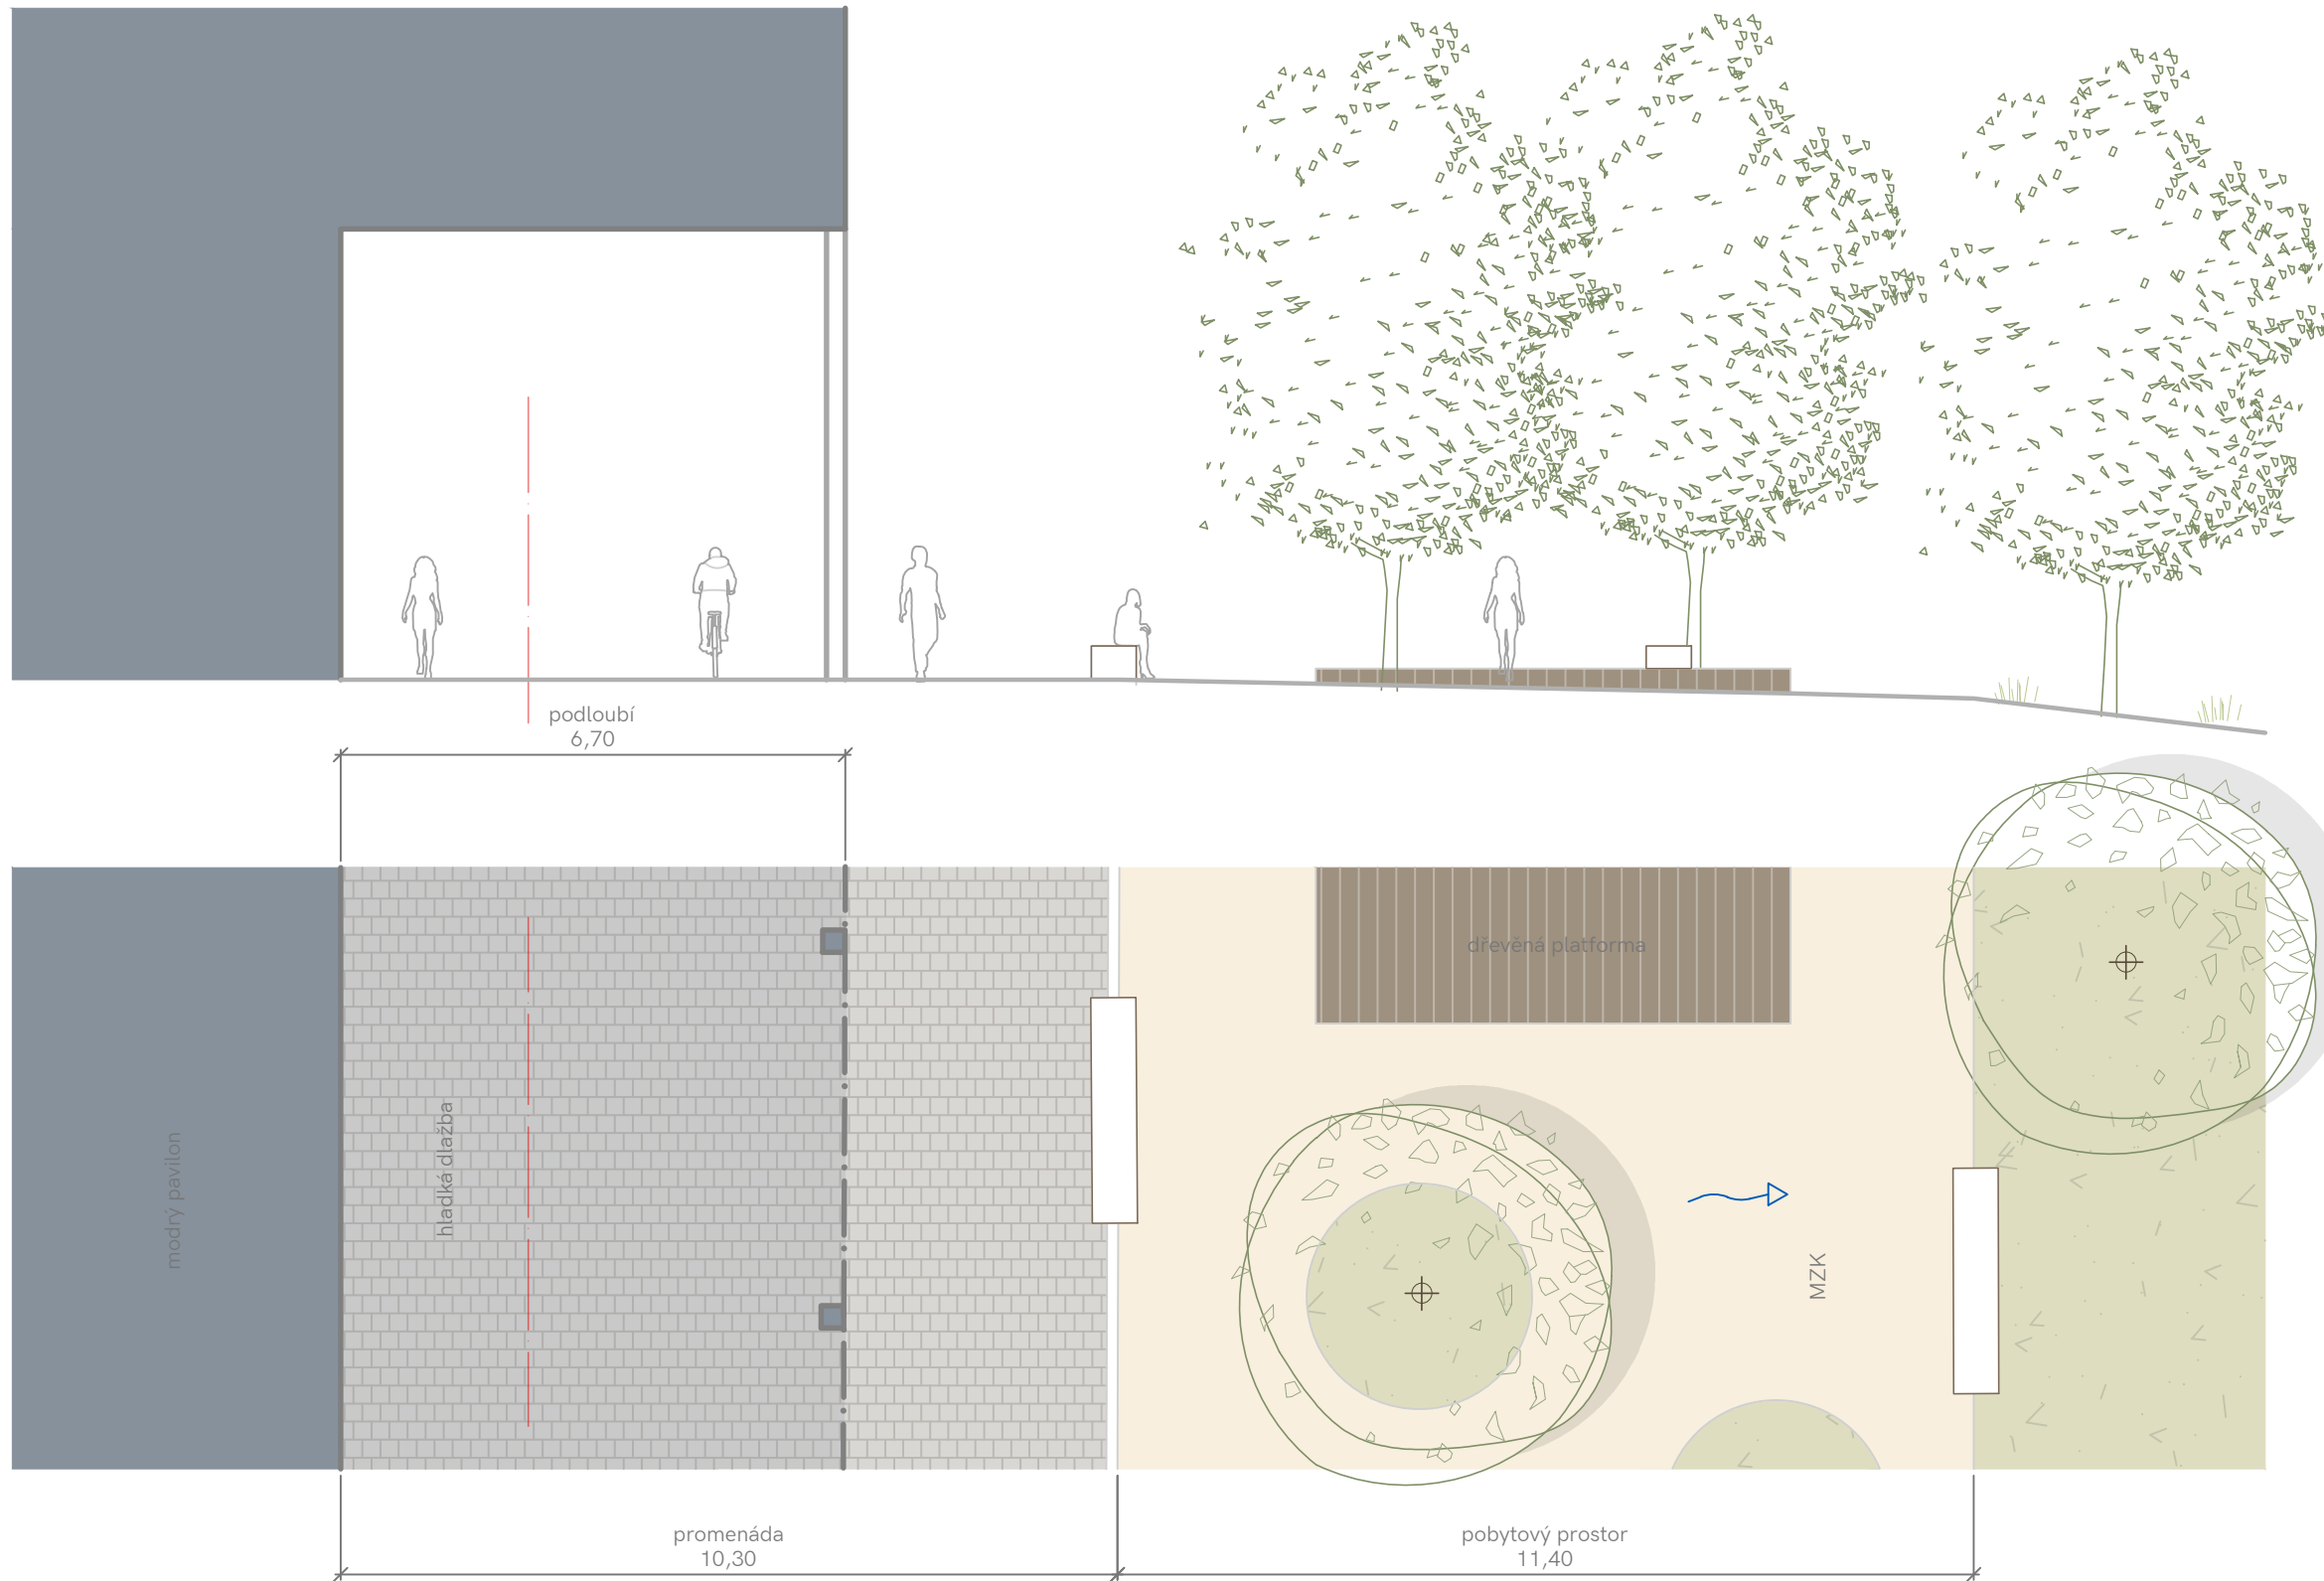 podloubí
6,70
dřevěná platforma
modrý pavilon
hladká dlažba
MZK
promenáda
10,30
pobytový prostor
11,40